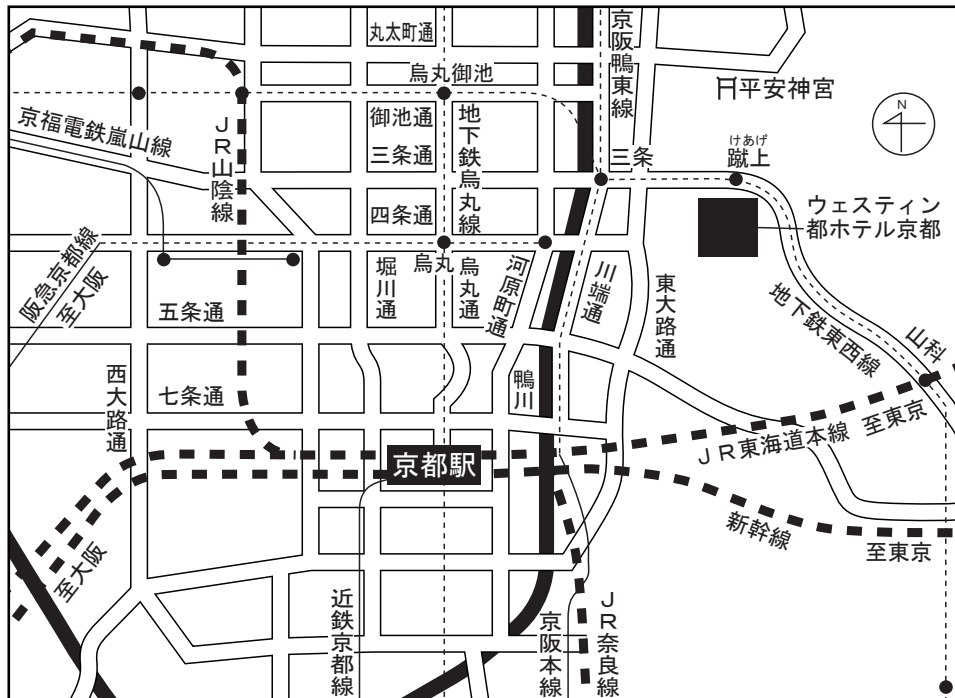 丸太町通
京阪鴨東線
烏丸御池
平安神宮
N
京福電鉄嵐山線
JR山陰線
御池通
地下鉄烏丸線
三条通
三条
けあげ
蹴上
四条通
ウェスティン
都ホテル京都
阪急京都線
至大阪
烏丸
堀川通
烏丸通
河原町通
川端通
東大路通
地下鉄東西線
五条通
山科
西大路通
七条通
鴨川
至東京
JR東海道本線
京都駅
新幹線
至東京
至大阪
近鉄京都線
京阪本線
JR奈良線